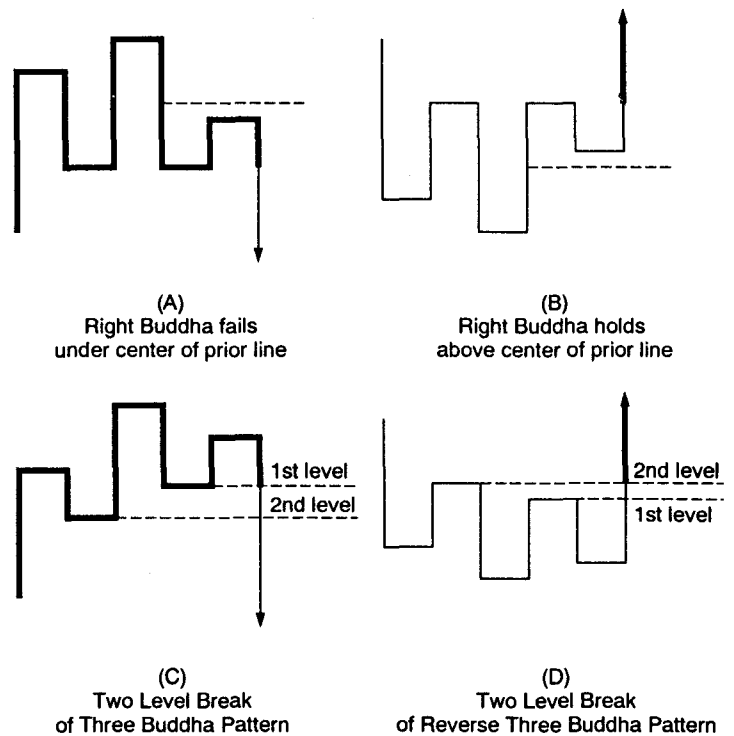 (A)
Right Buddha fails
under center of prior line
(B)
Right Buddha holds
above center of prior line
1st level
2nd level
(C)
Two Level Break
of Three Buddha Pattern
2nd level
1st level
(D)
Two Level Break
of Reverse Three Buddha Pattern